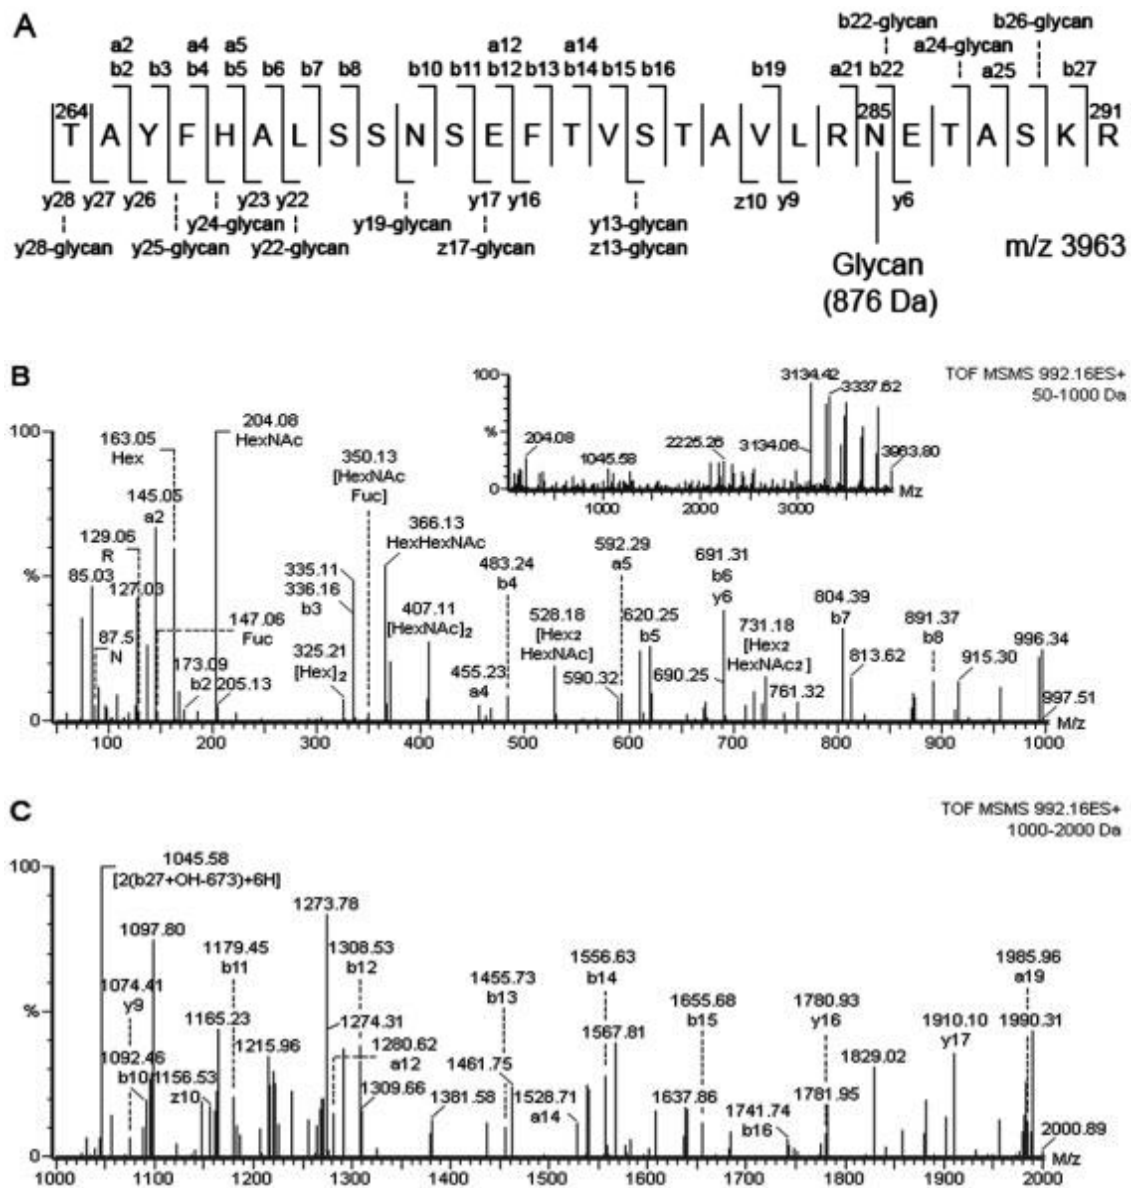 A
b22-glycan b26-glycan
a2 a4 a5 a12 a14 a24-glycan
b2 b3 b4 b5 b6 b7 b8 b10 b11 b12 b13 b14 b15 b16 b19 a21 b22 a25 b27
264 285 291
T A Y F H A L S S N S E F T V S T A V L R N E T A S K R
y28 y27 y26 y23 y22 y17 y16 z10 y9 y6
y24-glycan y19-glycan y13-glycan
y28-glycan y25-glycan y22-glycan z17-glycan z13-glycan
m/z 3963
Glycan
(876 Da)
B
TOF MSMS 992.16ES+
50-1000 Da
100
%
0
204.08
HexNAc
163.05
Hex
145.05
a2
129.06
R
85.03
127.03
87.5
N
147.06
Fuc
173.09
b2
205.13
350.13
[HexNAc
Fuc]
366.13
HexHexNAc
335.11
336.16
b3
325.21
[Hex]2
407.11
[HexNAc]2
455.23
a4
483.24
b4
528.18
[Hex2
HexNAc]
592.29
a5
590.32
620.25
b5
691.31
b6
y6
690.25
731.18
[Hex2
HexNAc2]
761.32
804.39
b7
813.62
891.37
b8
915.30
996.34
997.51
100 200 300 400 500 600 700 800 900 1000
M/z
100
%
0
204.08
1045.58
2225.26
3134.42
3134.06
3337.62
3963.80
1000 2000 3000
M/z
C
TOF MSMS 992.16ES+
1000-2000 Da
100
%
0
1045.58
[2(b27+OH-673)+6H]
1097.80
1074.41
y9
1092.46
b10
1156.53
z10
1165.23
1179.45
b11
1215.96
1273.78
1274.31
1308.53
b12
1280.62
a12
1309.66
1381.58
1455.73
b13
1461.75
1528.71
a14
1556.63
b14
1567.81
1637.86
1655.68
b15
1741.74
b16
1780.93
y16
1781.95
1829.02
1910.10
y17
1985.96
a19
1990.31
2000.89
1000 1100 1200 1300 1400 1500 1600 1700 1800 1900 2000
M/z